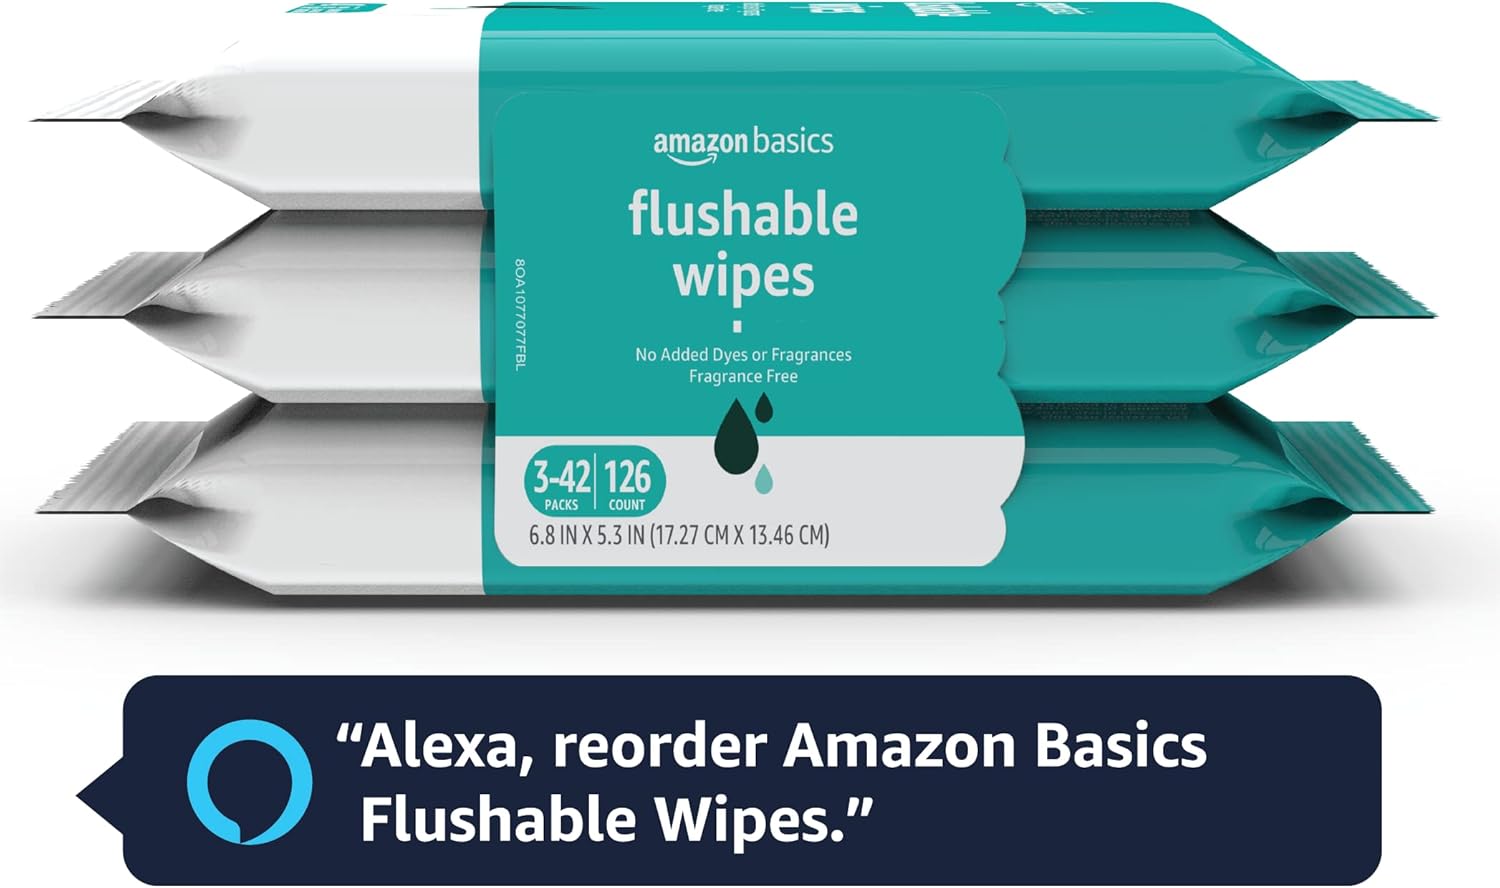 amazon basics
flushable
wipes
No Added Dyes or Fragrances
Fragrance Free
8OA1077077FBL
3-42 126
PACKS COUNT
6.8 IN X 5.3 IN (17.27 CM X 13.46 CM)
“Alexa, reorder Amazon Basics
Flushable Wipes.”